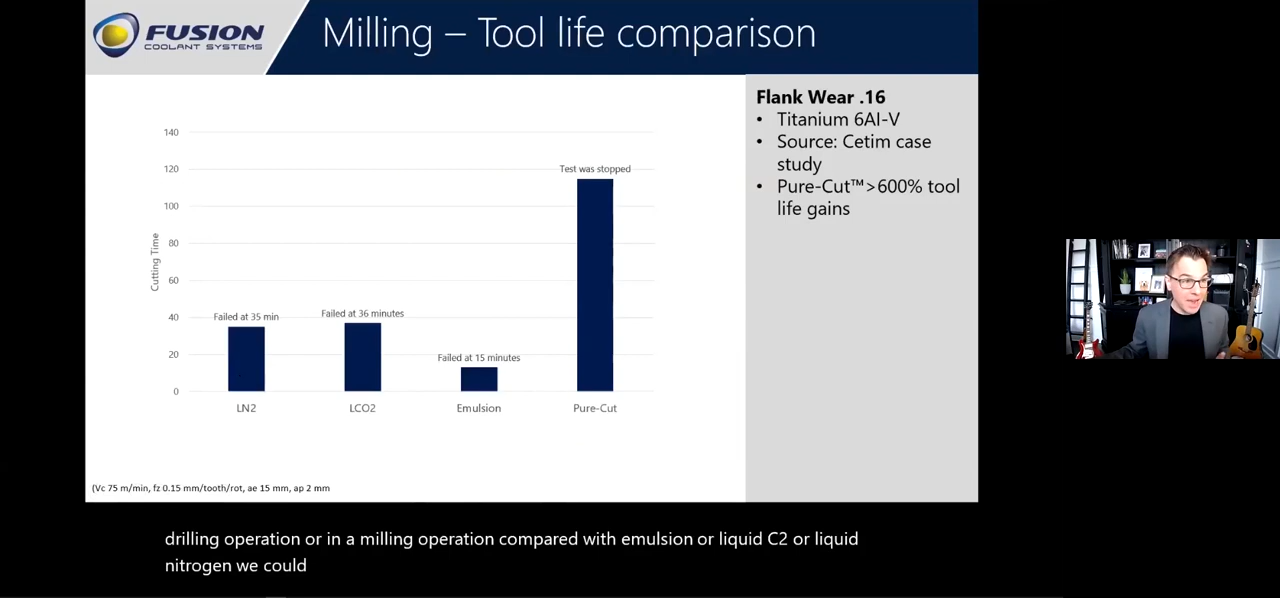 FUSION
COOLANT SYSTEMS
Milling – Tool life comparison
140
120
100
80
60
40
20
0
Cutting Time
Failed at 35 min
Failed at 36 minutes
Failed at 15 minutes
Test was stopped
LN2
LCO2
Emulsion
Pure-Cut
(Vc 75 m/min, fz 0.15 mm/tooth/rot, ae 15 mm, ap 2 mm
Flank Wear .16
• Titanium 6Al-V
• Source: Cetim case
study
• Pure-Cut™>600% tool
life gains
drilling operation or in a milling operation compared with emulsion or liquid C2 or liquid
nitrogen we could